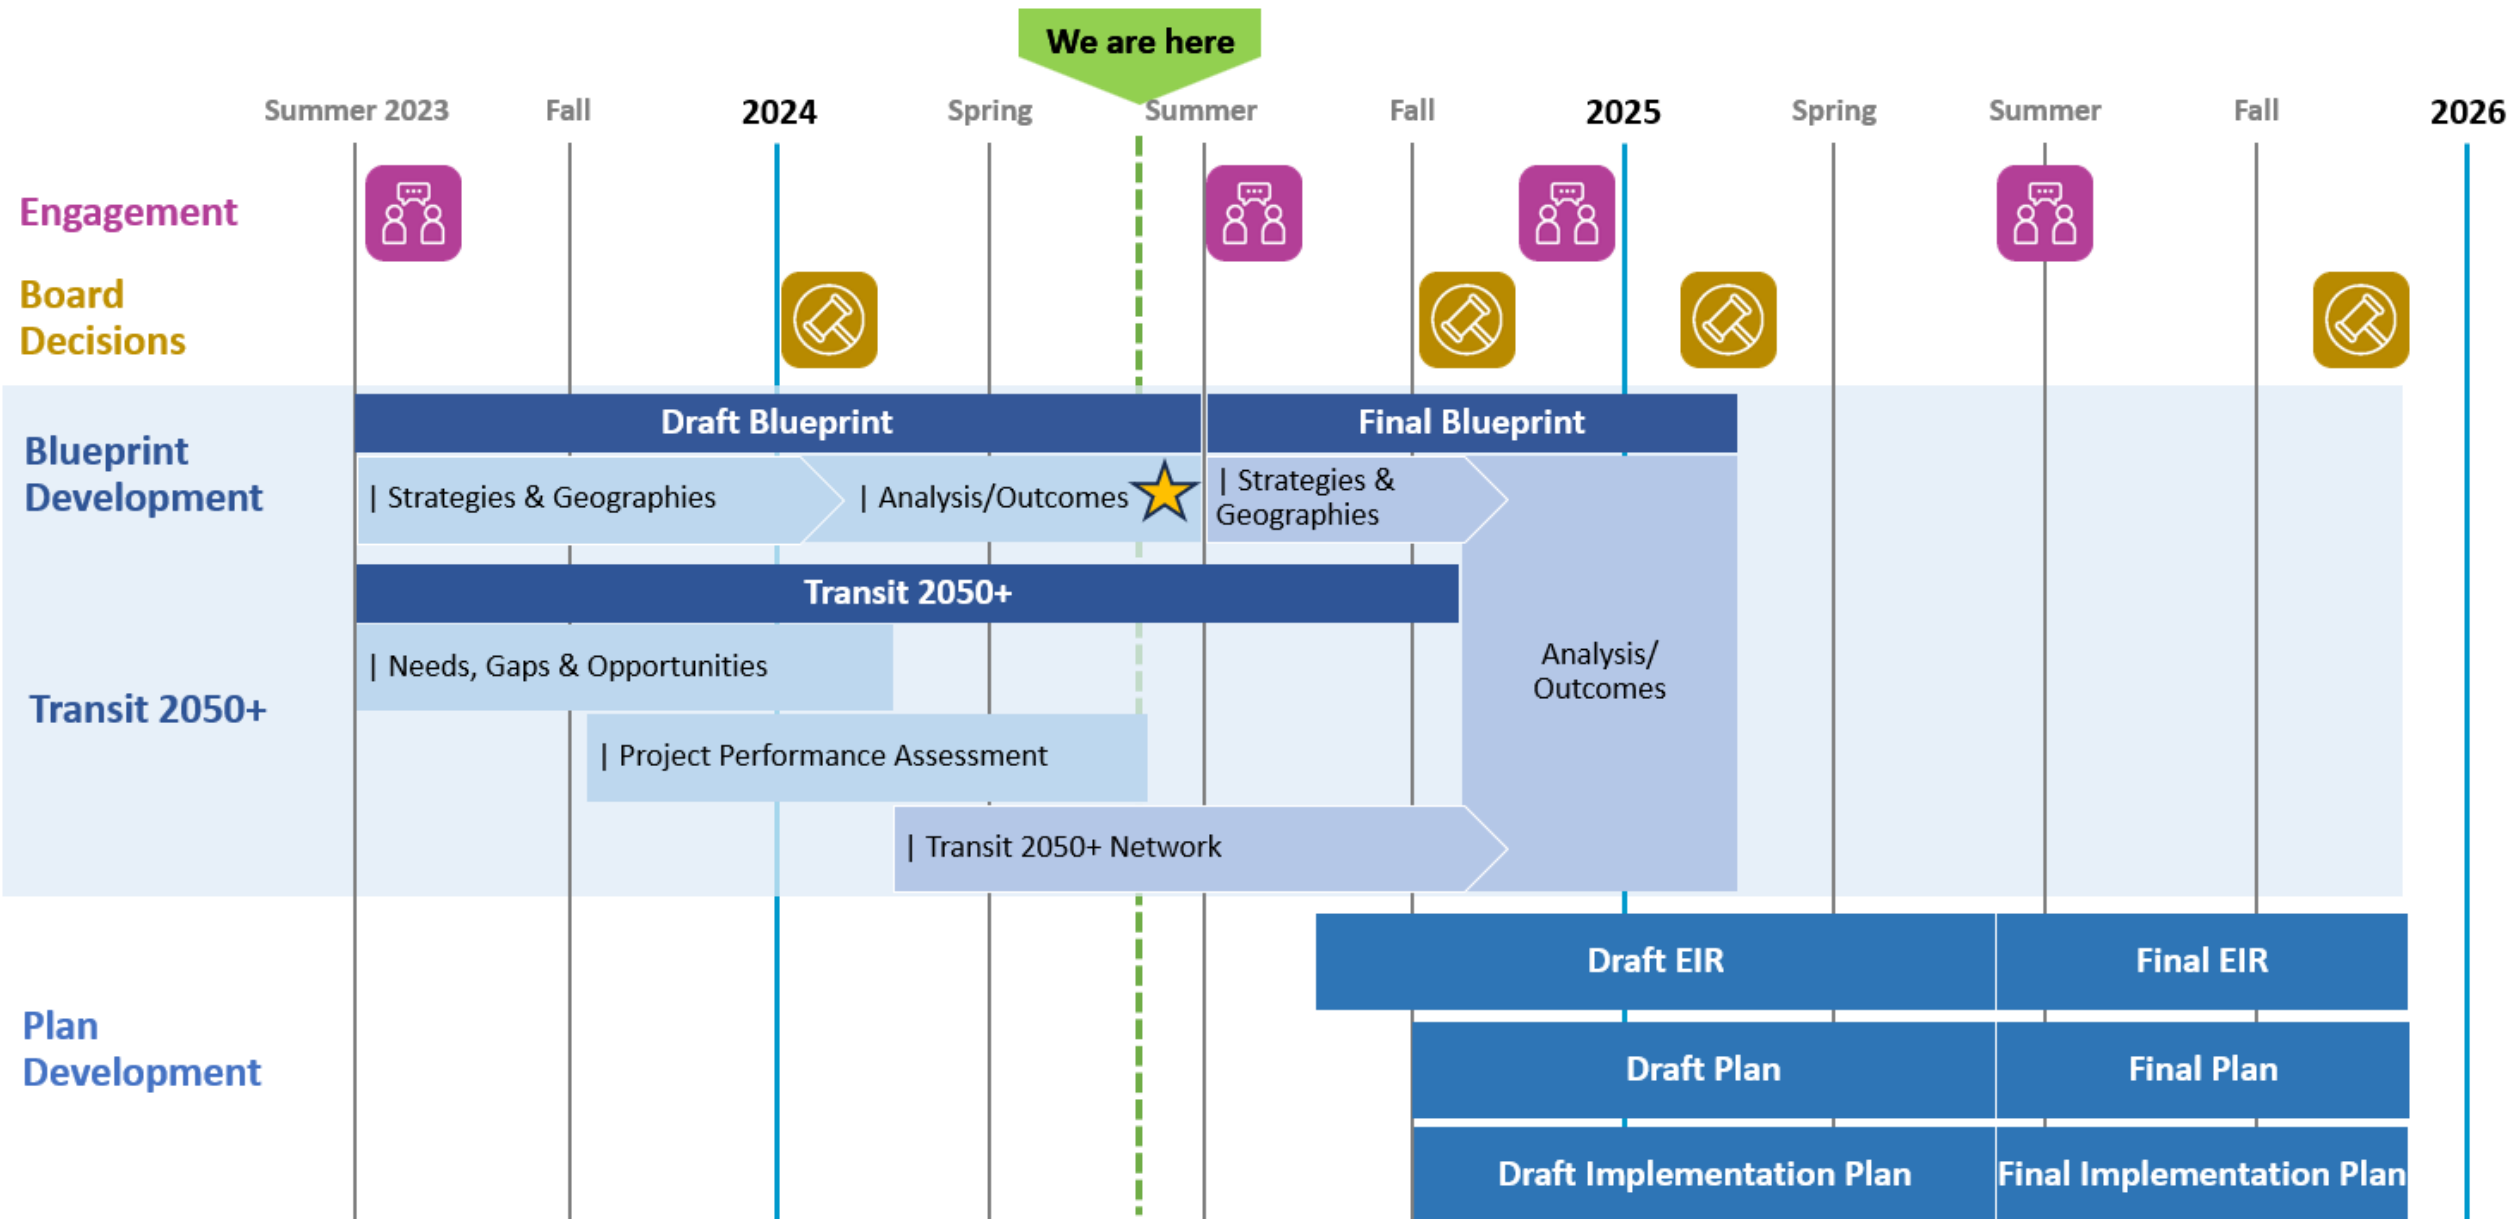 We are here
Summer 2023
Fall
2024
Spring
Summer
Fall
2025
Spring
Summer
Fall
2026
Engagement
Board
Decisions
Blueprint
Development
Draft Blueprint
Final Blueprint
| Strategies & Geographies
| Analysis/Outcomes
| Strategies &
Geographies
Transit 2050+
Transit 2050+
| Needs, Gaps & Opportunities
| Project Performance Assessment
| Transit 2050+ Network
Analysis/
Outcomes
Plan
Development
Draft EIR
Final EIR
Draft Plan
Final Plan
Draft Implementation Plan
Final Implementation Plan